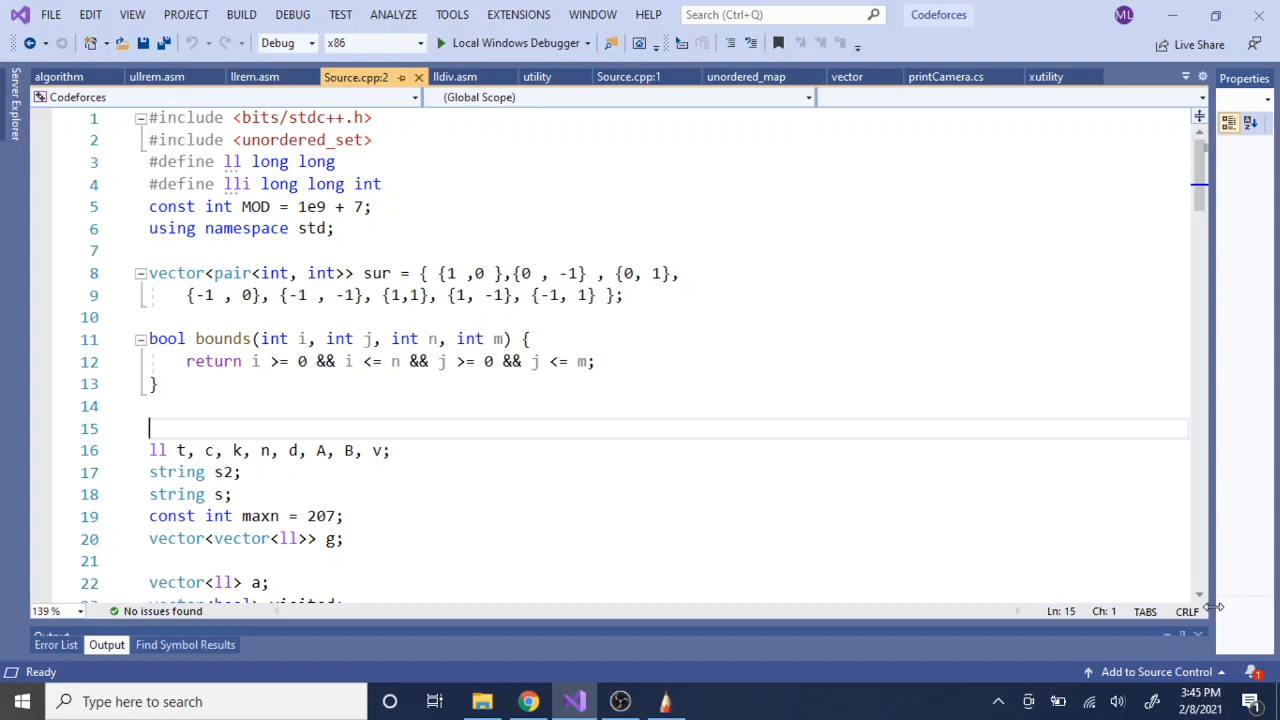 FILE EDIT VIEW PROJECT BUILD DEBUG TEST ANALYZE TOOLS EXTENSIONS WINDOW HELP Search (Ctrl+Q) Codeforces ML
Debug x86 Local Windows Debugger Live Share
algorithm ullrem.asm llrem.asm Source.cpp:2 lldiv.asm utility Source.cpp:1 unordered_map vector printCamera.cs xutility Properties
Server Explorer
Codeforces (Global Scope)
1 #include <bits/stdc++.h>
2 #include <unordered_set>
3 #define ll long long
4 #define lli long long int
5 const int MOD = 1e9 + 7;
6 using namespace std;
7
8 vector<pair<int, int>> sur = { {1 ,0 },{0 , -1} , {0, 1},
9 {-1 , 0}, {-1 , -1}, {1,1}, {1, -1}, {-1, 1} };
10
11 bool bounds(int i, int j, int n, int m) {
12 return i >= 0 && i <= n && j >= 0 && j <= m;
13 }
14
15
16 ll t, c, k, n, d, A, B, v;
17 string s2;
18 string s;
19 const int maxn = 207;
20 vector<vector<ll>> g;
21
22 vector<ll> a;
139 % No issues found Ln: 15 Ch: 1 TABS CRLF
Output
Error List Output Find Symbol Results
Ready Add to Source Control 1
Type here to search 3:45 PM
2/8/2021 1